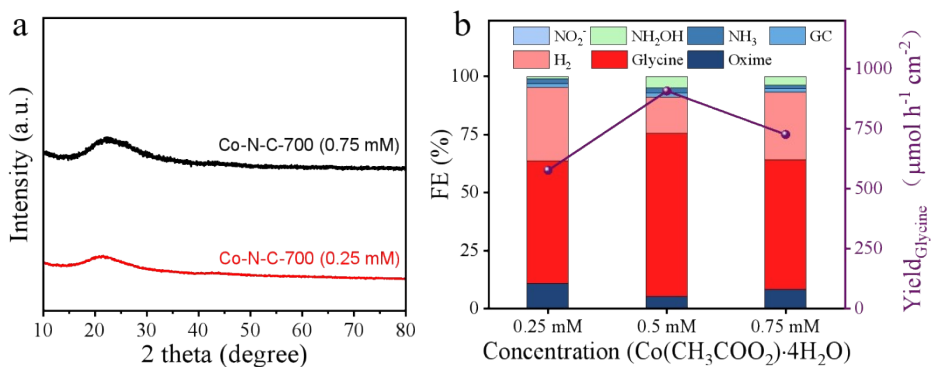 a
Intensity (a.u.)
Co-N-C-700 (0.75 mM)
Co-N-C-700 (0.25 mM)
10 20 30 40 50 60 70 80
2 theta (degree)
b
NO₂⁻ NH₂OH NH₃ GC
H₂ Glycine Oxime
FE (%)
100
75
50
25
0
1000
750
500
250
0
Yield_Glycine (μmol h⁻¹ cm⁻²)
0.25 mM 0.5 mM 0.75 mM
Concentration (Co(CH₃COO₂)·4H₂O)